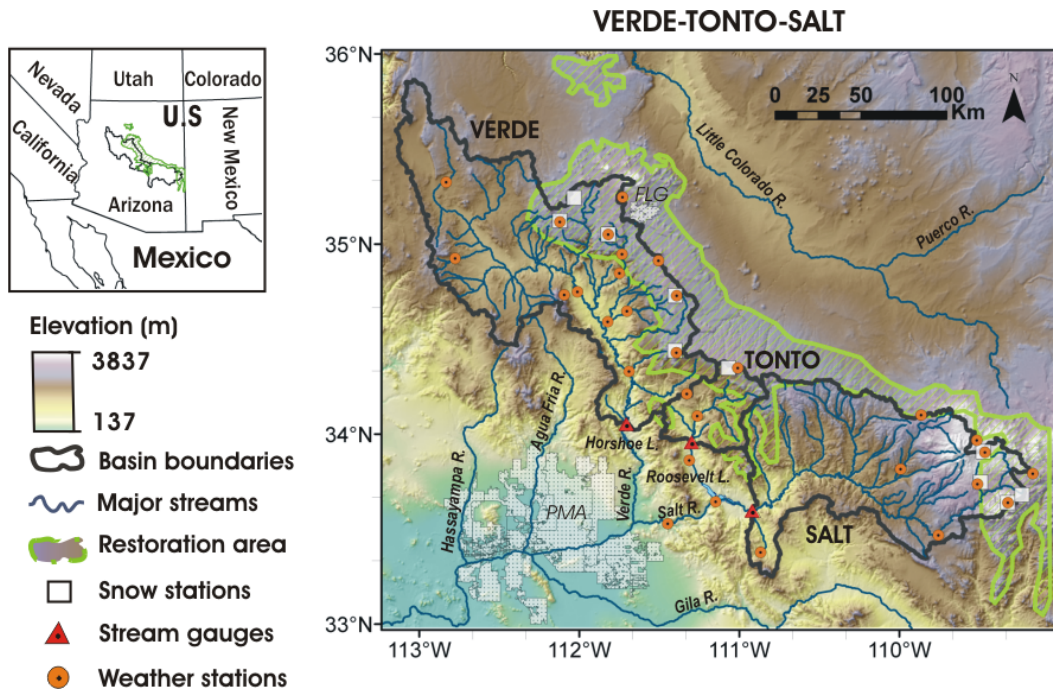 VERDE-TONTO-SALT
Nevada
Utah
Colorado
U.S
California
New Mexico
Arizona
Mexico
Elevation (m)
3837
137
Basin boundaries
Major streams
Restoration area
Snow stations
Stream gauges
Weather stations
36°N
35°N
34°N
33°N
113°W
112°W
111°W
110°W
N
0 25 50 100
Km
VERDE
FLG
Little Colorado R.
Puerco R.
TONTO
Horshoe L.
Roosevelt L.
Hassayampa R.
Agua Fria R.
Verde R.
PMA
Salt R.
SALT
Gila R.